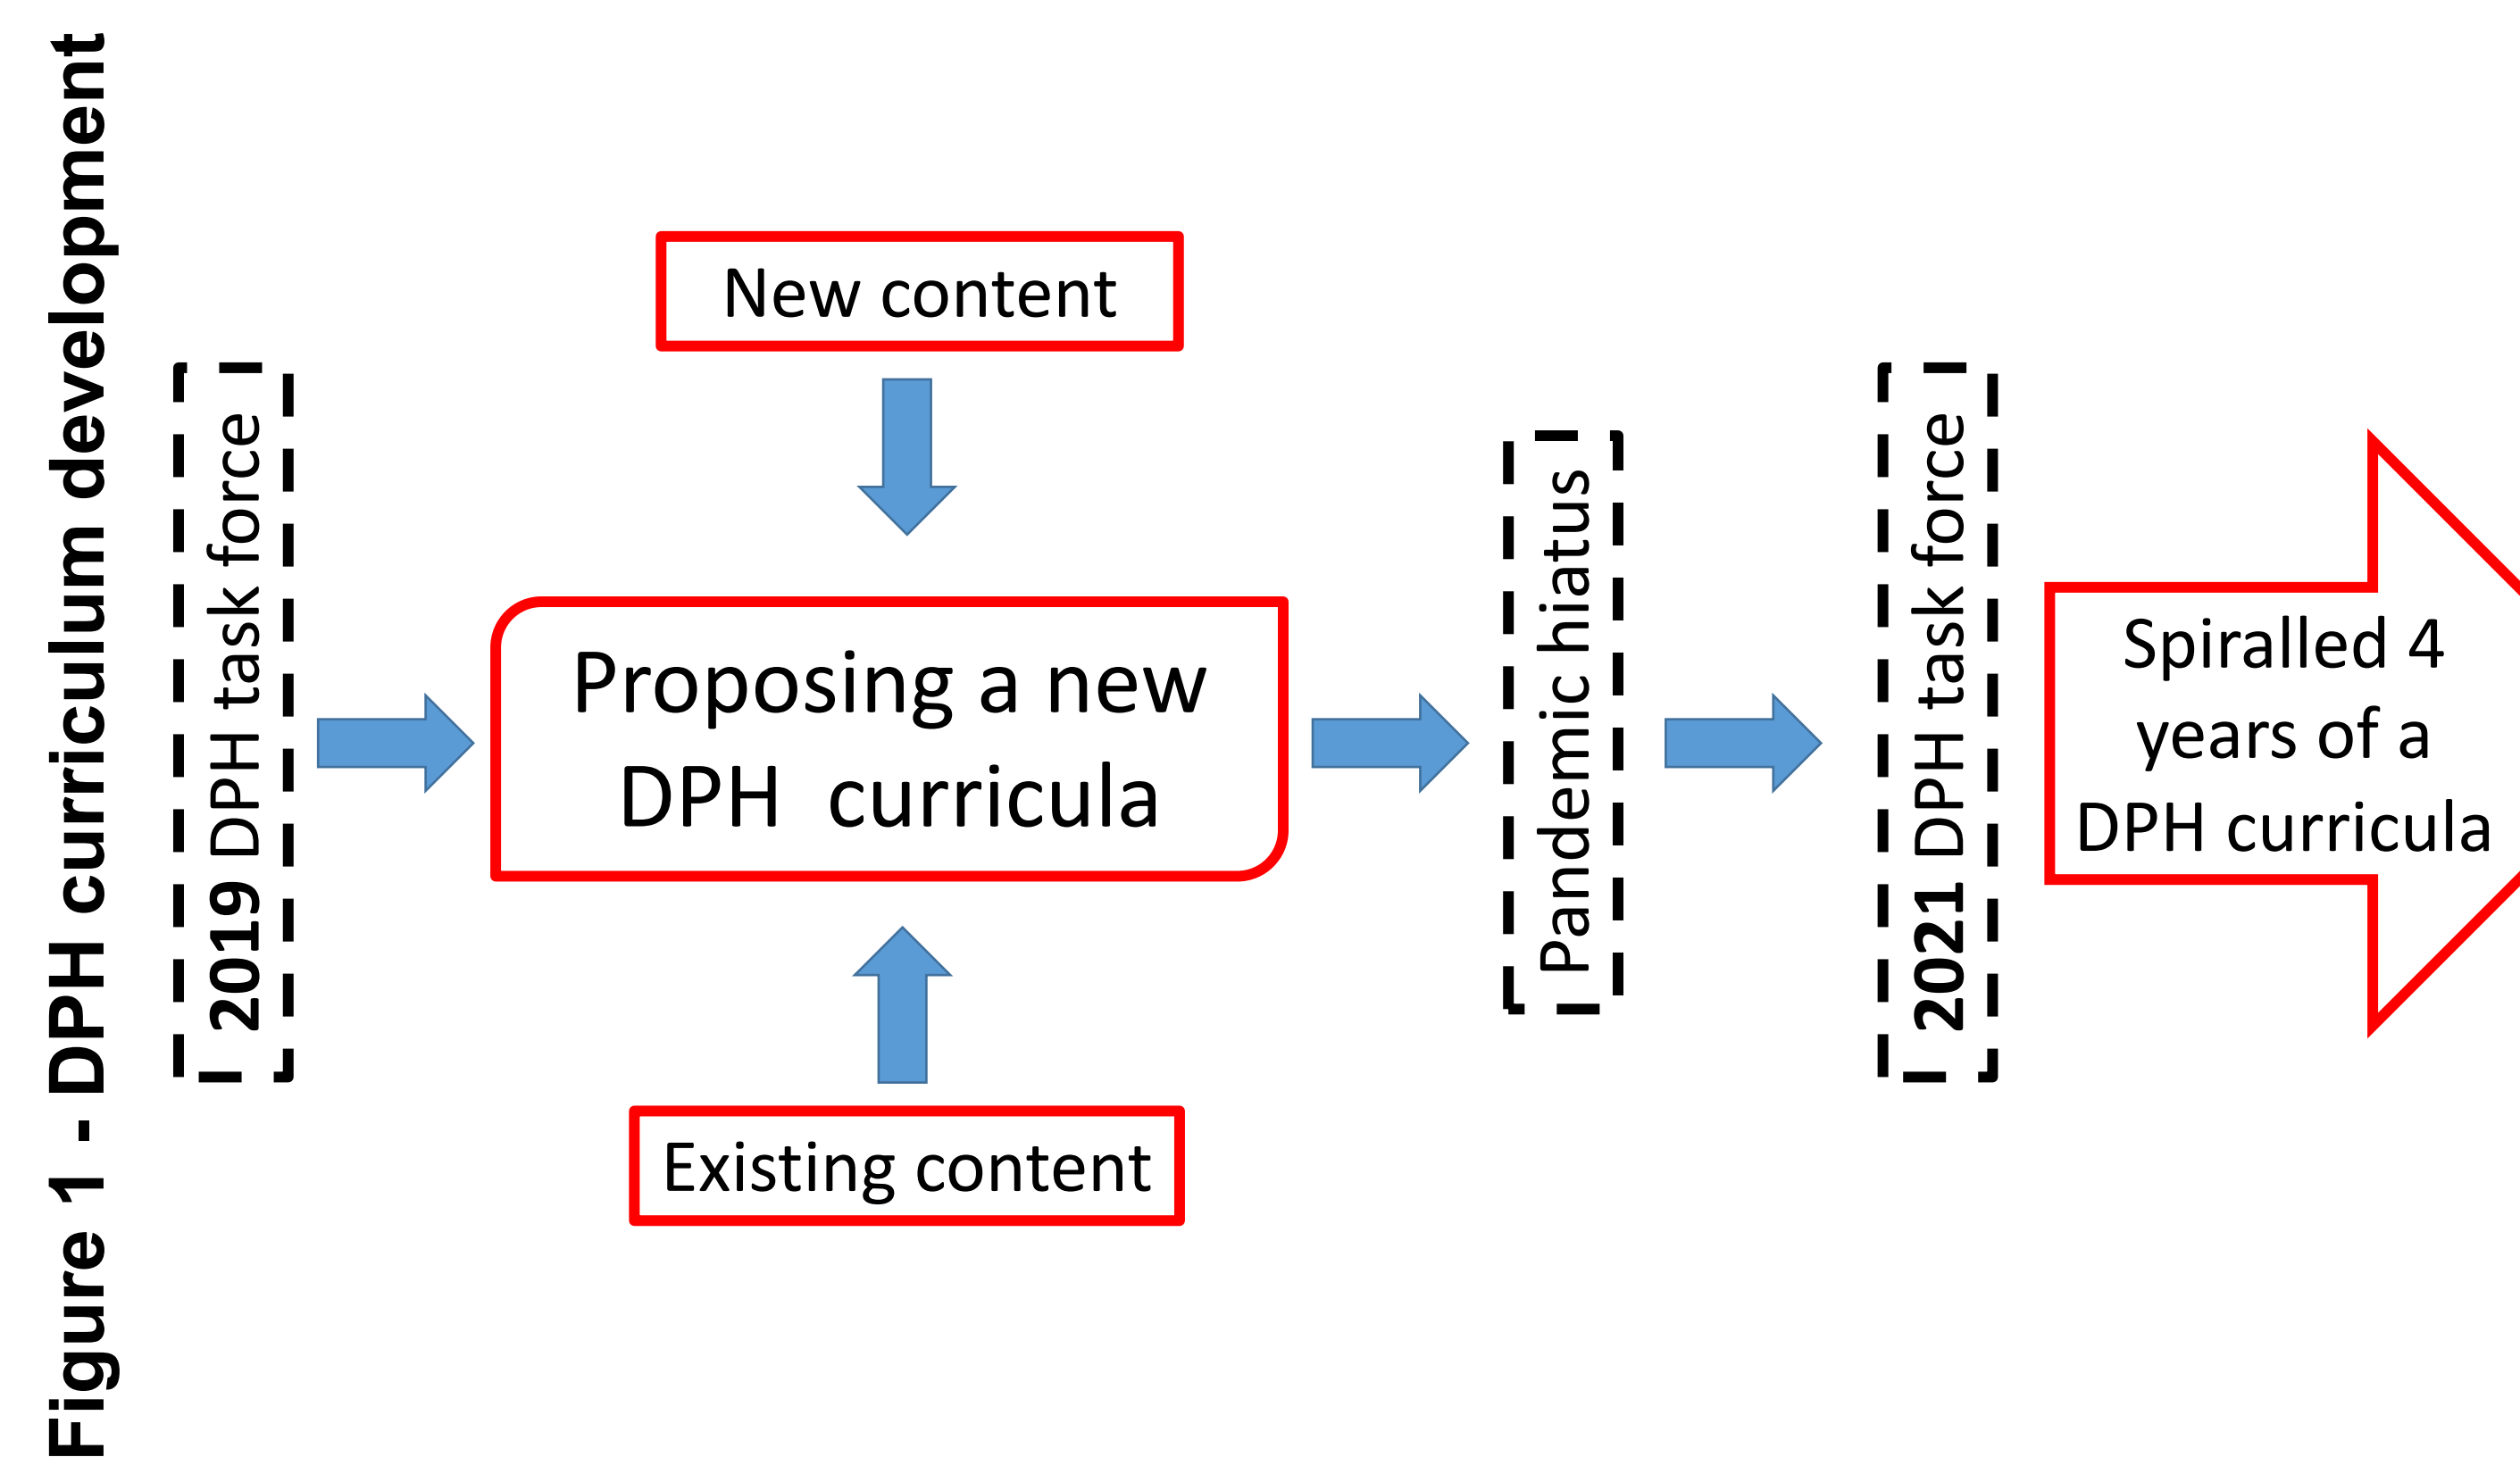 Figure 1 - DPH curriculum development
2019 DPH task force
New content
Proposing a new
DPH curricula
Existing content
Pandemic hiatus
2021 DPH task force
Spiralled 4
years of a
DPH curricula